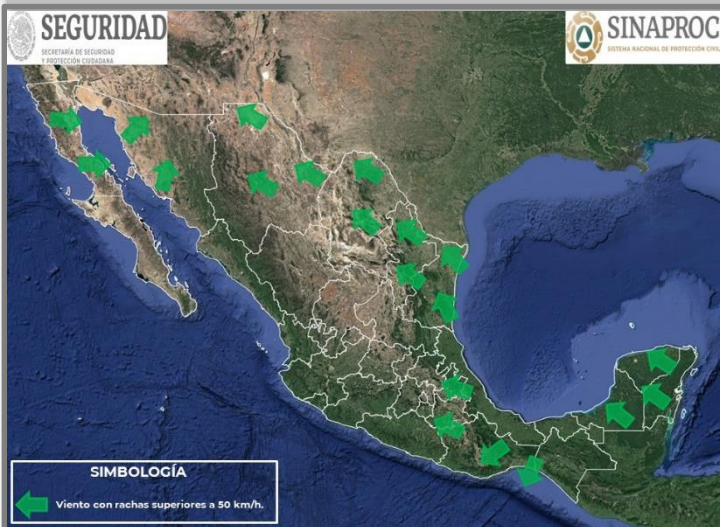 SEGURIDAD
SECRETARÍA DE SEGURIDAD
Y PROTECCIÓN CIUDADANA
SINAPROC
SISTEMA NACIONAL DE PROTECCIÓN CIVIL
SIMBOLOGÍA
Viento con rachas superiores a 50 km/h.